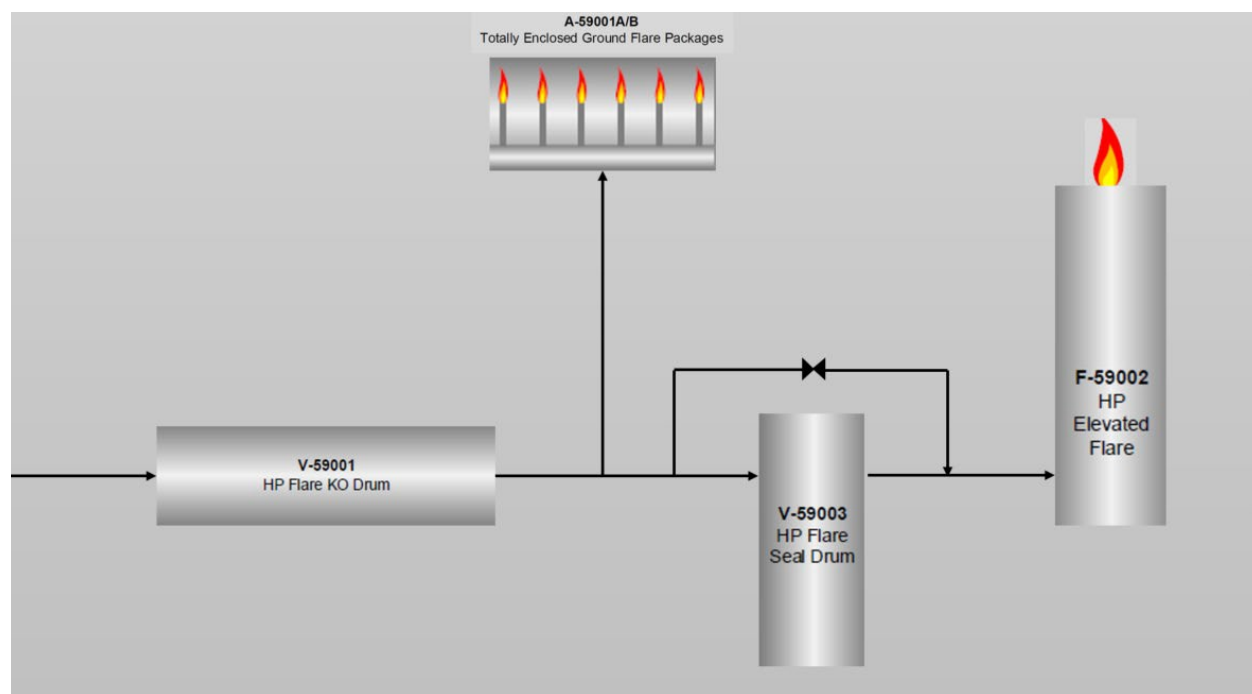 A-59001A/B
Totally Enclosed Ground Flare Packages
V-59001
HP Flare KO Drum
V-59003
HP Flare
Seal Drum
F-59002
HP
Elevated
Flare